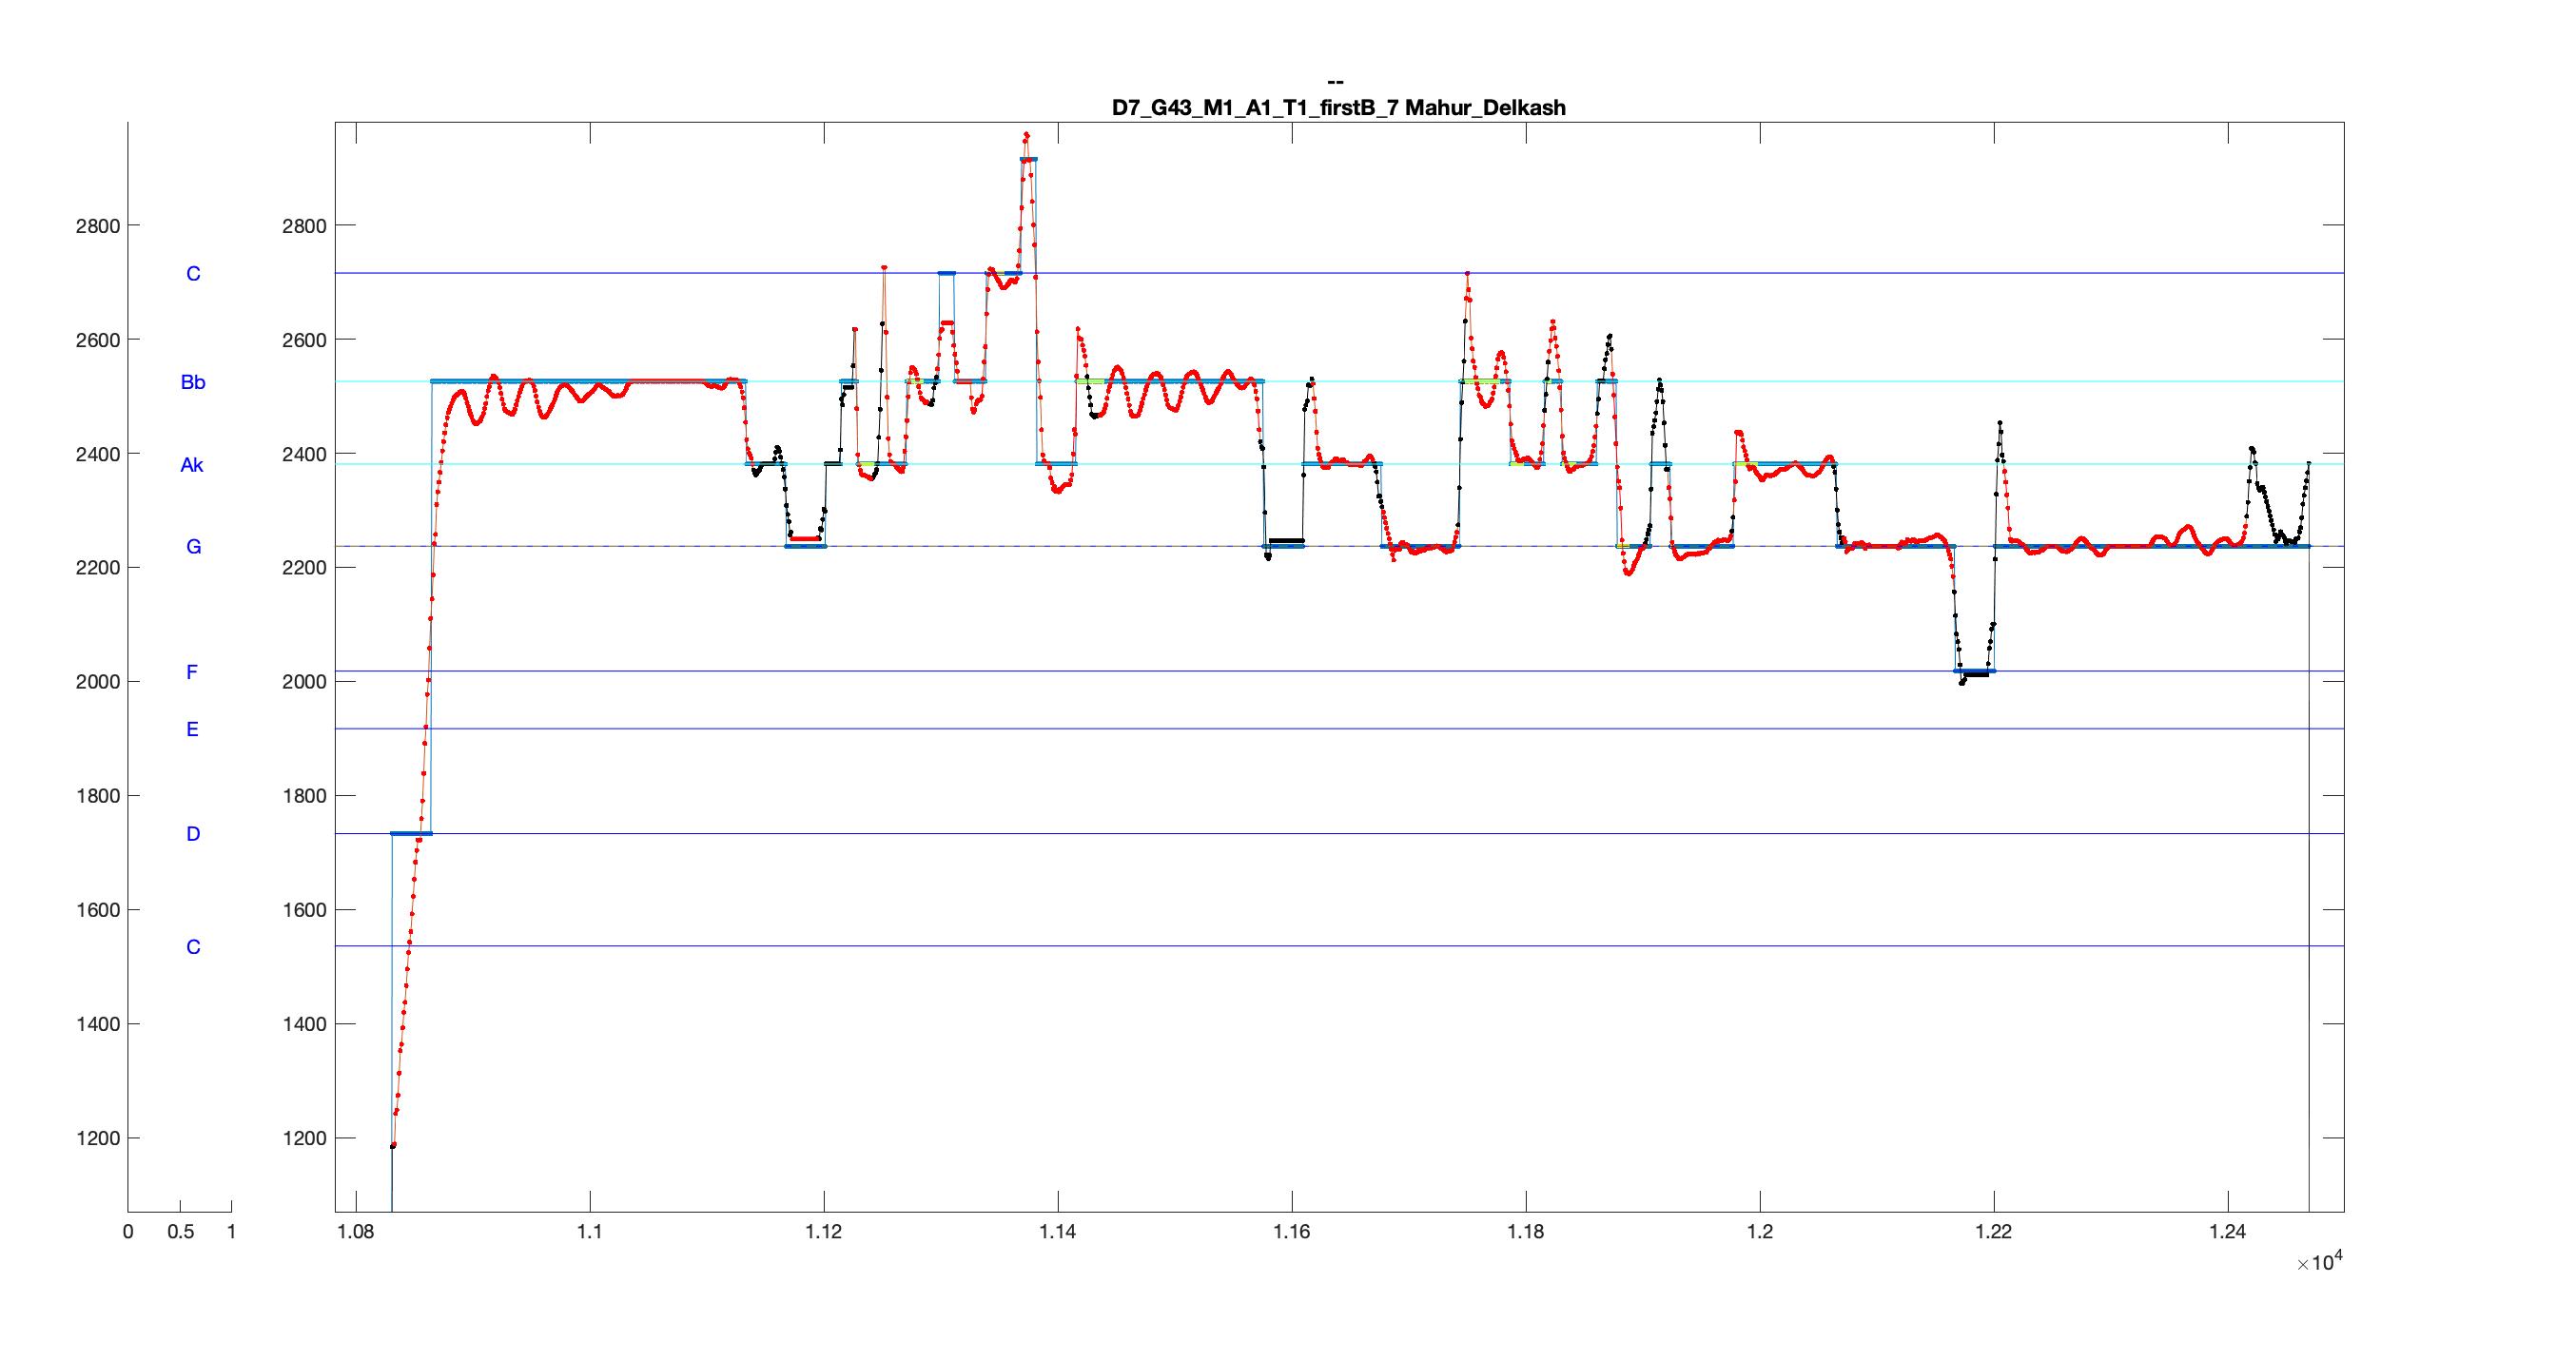 --
D7_G43_M1_A1_T1_firstB_7 Mahur_Delkash
2800 C 2800
2600 2600
Bb
2400 Ak 2400
G
2200 2200
F
2000 2000
E
1800 1800
D
1600 1600
C
1400 1400
1200 1200
0 0.5 1 1.08 1.1 1.12 1.14 1.16 1.18 1.2 1.22 1.24
×10⁴